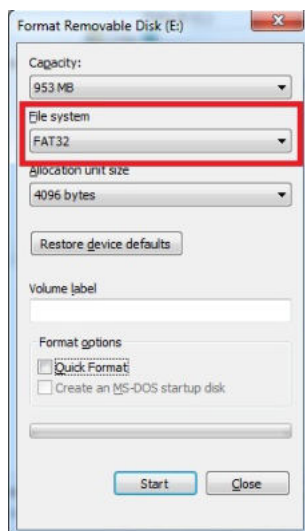 Format Removable Disk (E:)
Capacity:
953 MB
File system
FAT32
Allocation unit size
4096 bytes
Restore device defaults
Volume label
Format options
Quick Format
Create an MS-DOS startup disk
Start
Close